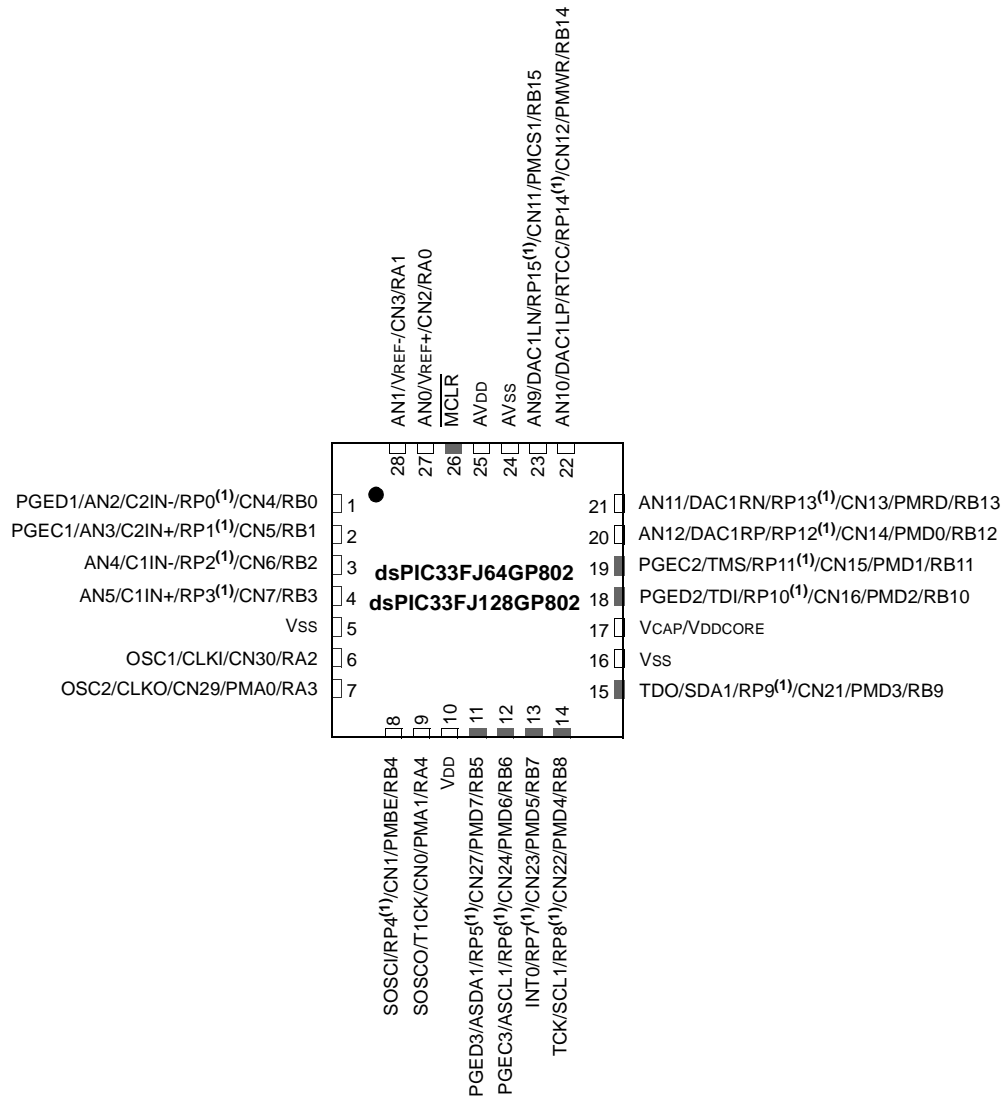 AN1/VREF-/CN3/RA1
AN0/VREF+/CN2/RA0
MCLR
AVDD
AVSS
AN9/DAC1LN/RP15(1)/CN11/PMCS1/RB15
AN10/DAC1LP/RTCC/RP14(1)/CN12/PMWR/RB14
28
27
26
25
24
23
22
PGED1/AN2/C2IN-/RP0(1)/CN4/RB0
1
PGEC1/AN3/C2IN+/RP1(1)/CN5/RB1
2
AN4/C1IN-/RP2(1)/CN6/RB2
3
AN5/C1IN+/RP3(1)/CN7/RB3
4
VSS
5
OSC1/CLKI/CN30/RA2
6
OSC2/CLKO/CN29/PMA0/RA3
7
dsPIC33FJ64GP802
dsPIC33FJ128GP802
21
AN11/DAC1RN/RP13(1)/CN13/PMRD/RB13
20
AN12/DAC1RP/RP12(1)/CN14/PMD0/RB12
19
PGEC2/TMS/RP11(1)/CN15/PMD1/RB11
18
PGED2/TDI/RP10(1)/CN16/PMD2/RB10
17
VCAP/VDDCORE
16
VSS
15
TDO/SDA1/RP9(1)/CN21/PMD3/RB9
8
9
10
11
12
13
14
SOSCI/RP4(1)/CN1/PMBE/RB4
SOSCO/T1CK/CN0/PMA1/RA4
VDD
PGED3/ASDA1/RP5(1)/CN27/PMD7/RB5
PGEC3/ASCL1/RP6(1)/CN24/PMD6/RB6
INT0/RP7(1)/CN23/PMD5/RB7
TCK/SCL1/RP8(1)/CN22/PMD4/RB8